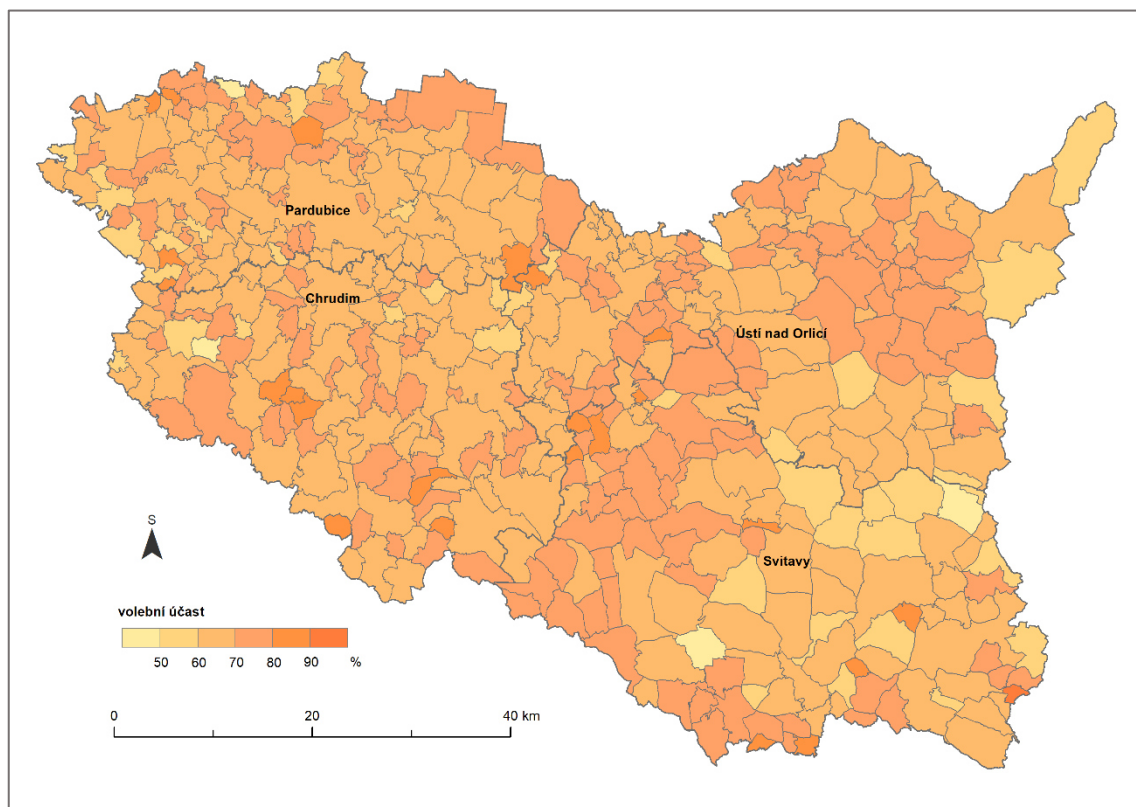 Pardubice
Chrudim
Ústí nad Orlicí
Svitavy
S
volební účast
50 60 70 80 90 %
0 20 40 km